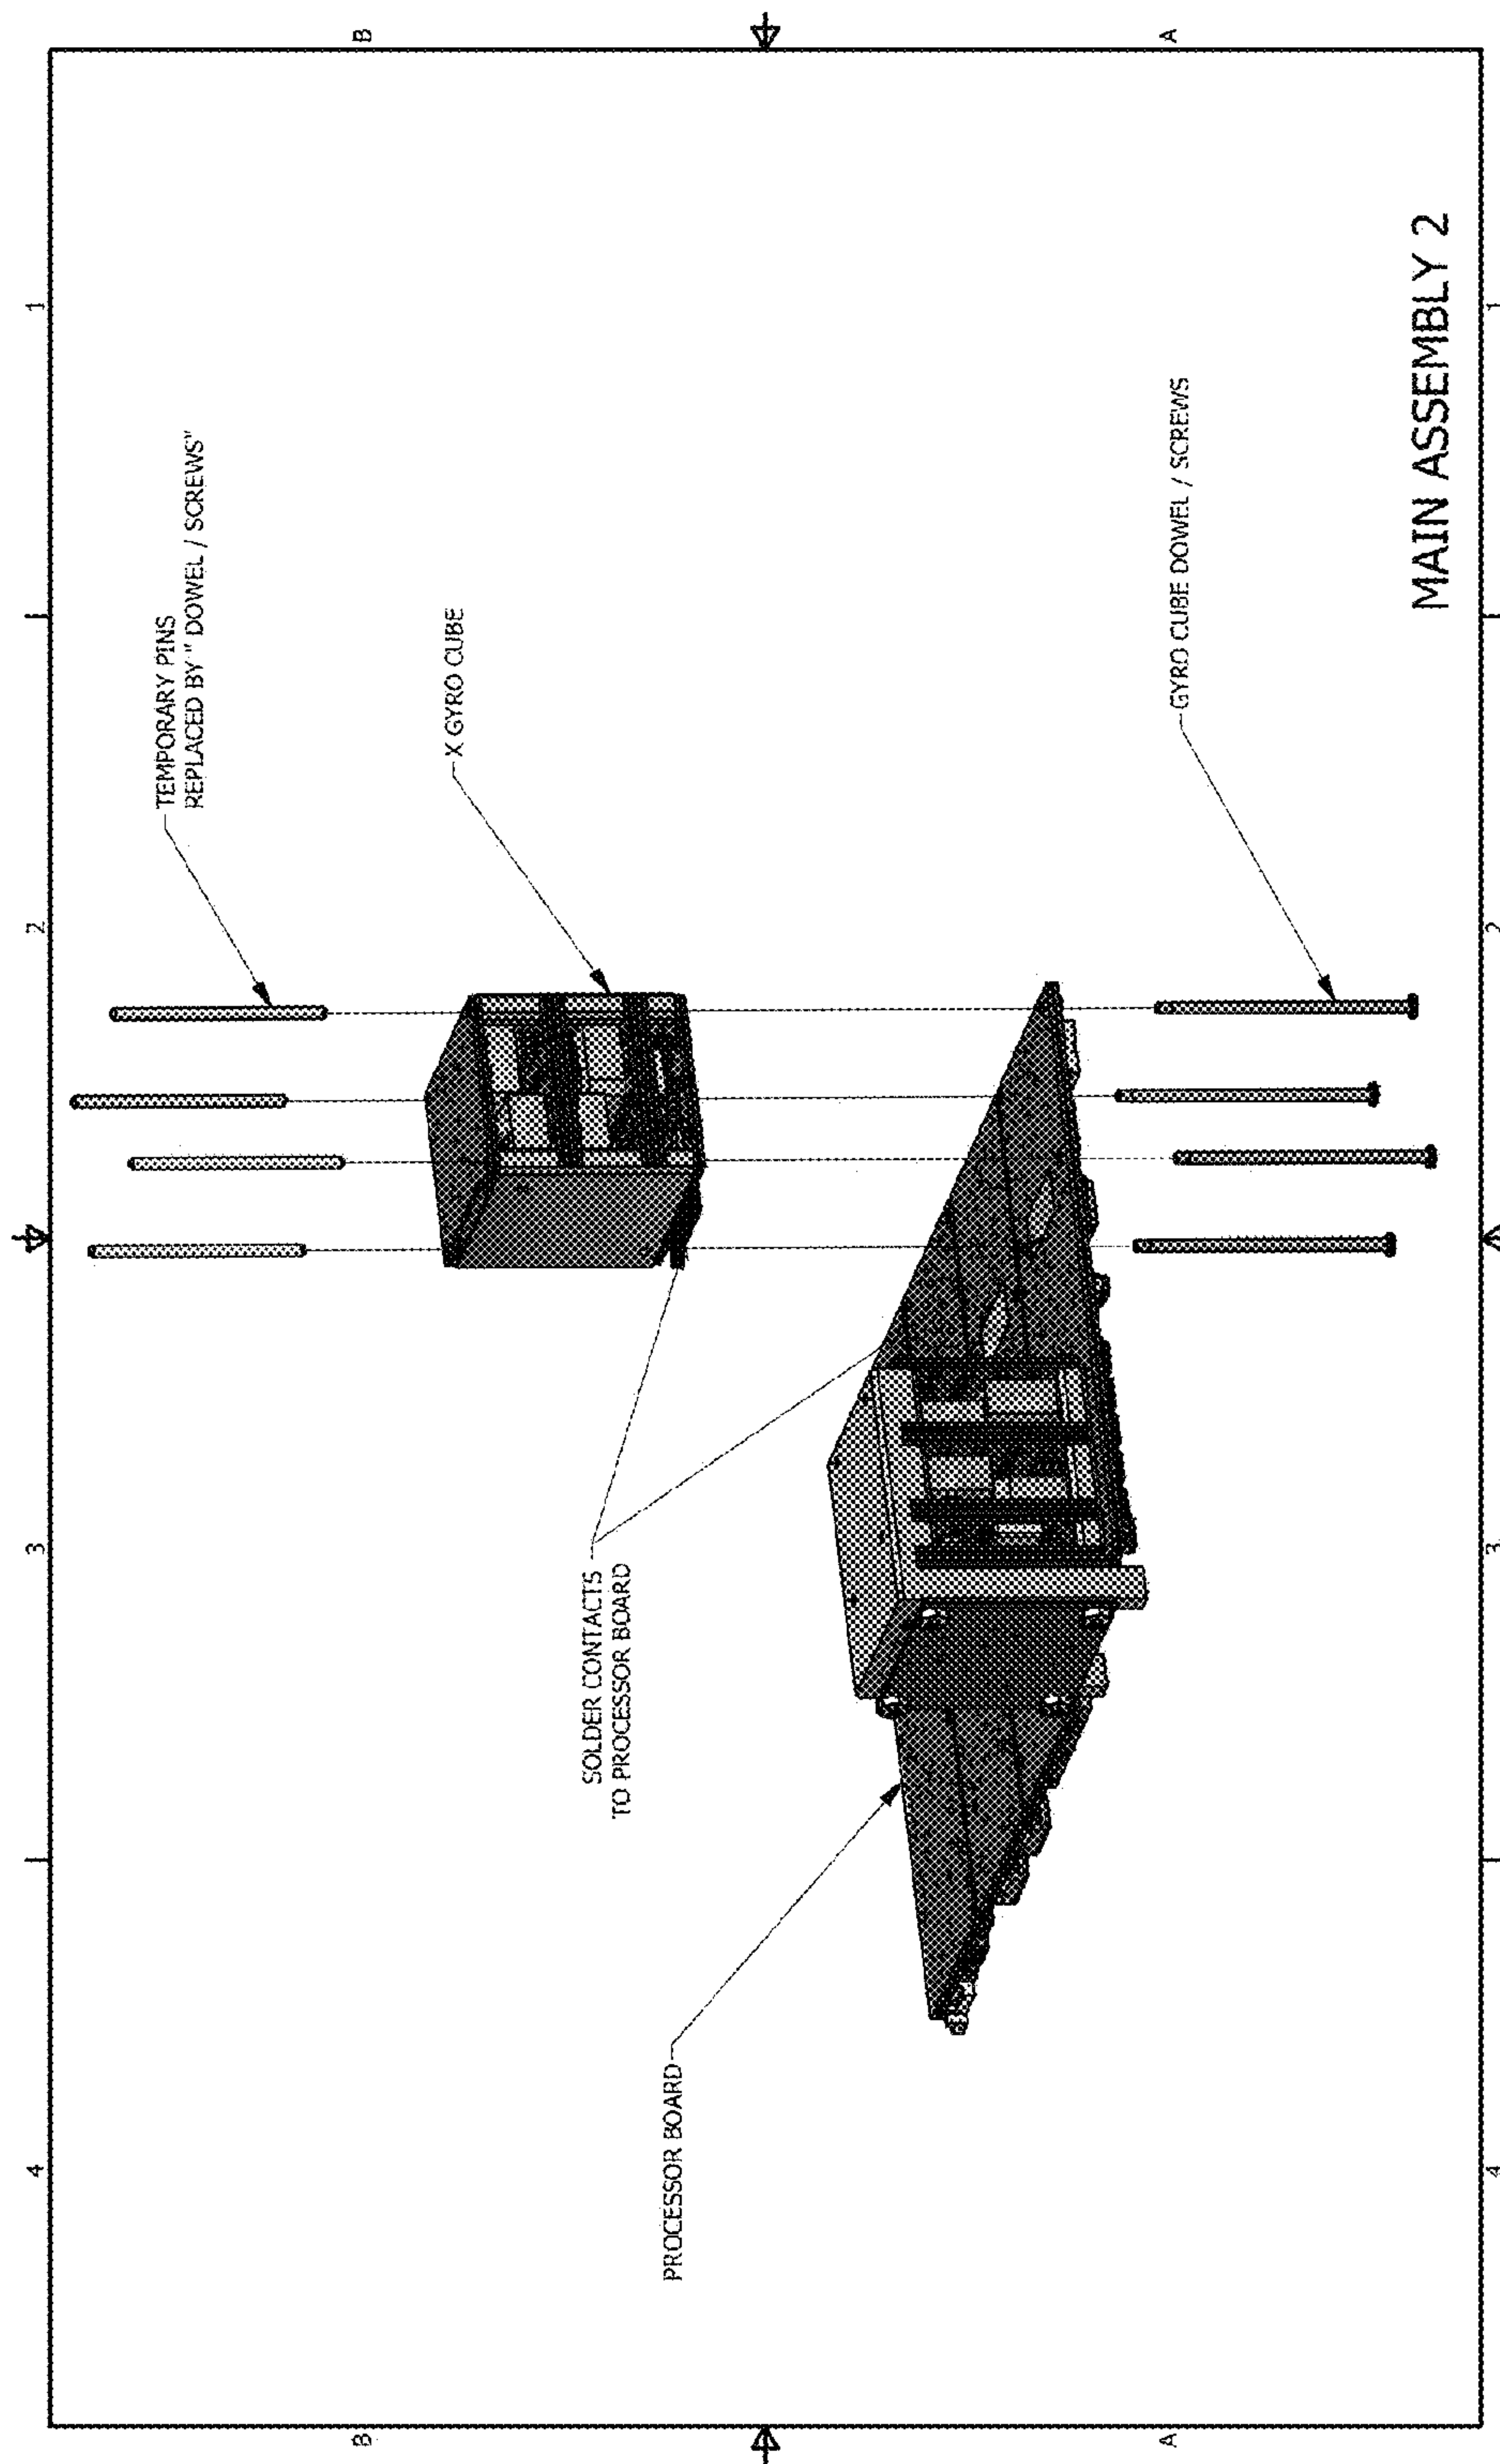 4
3
2
1
B
B
TEMPORARY PINS
REPLACED BY " DOWEL / SCREWS"
X GYRO CUBE
SOLDER CONTACTS
TO PROCESSOR BOARD
PROCESSOR BOARD
A
A
GYRO CUBE DOWEL / SCREWS
MAIN ASSEMBLY 2
4
3
2
1